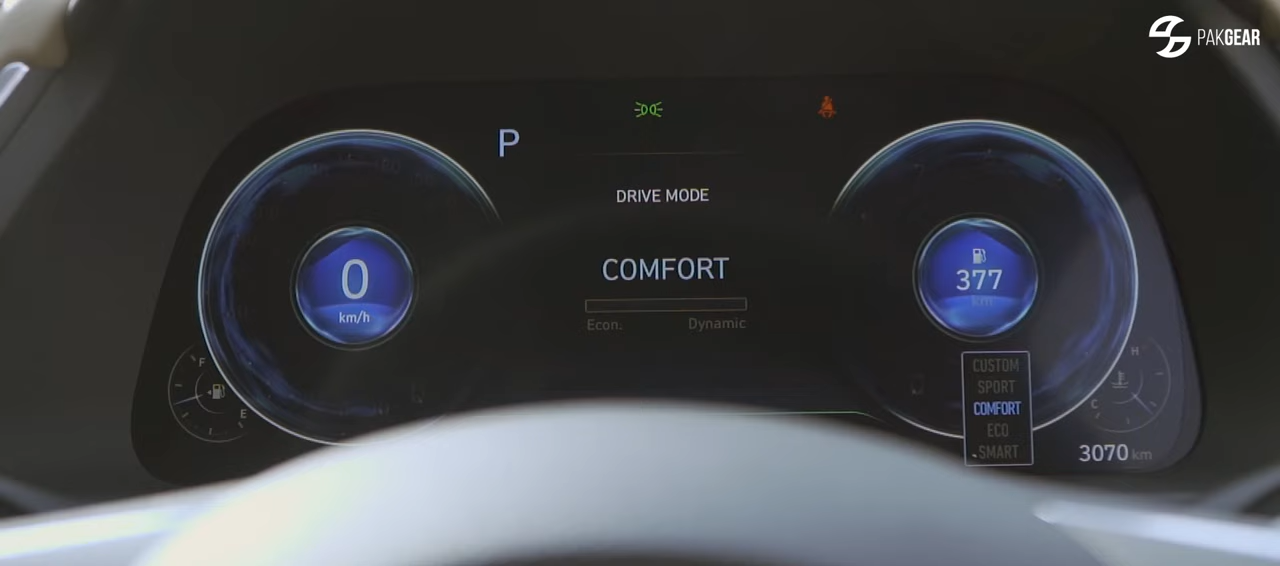 PAKGEAR
P
DRIVE MODE
COMFORT
Econ. Dynamic
0
km/h
377
km
F
E
CUSTOM
SPORT
COMFORT
ECO
SMART
H
C
3070 km